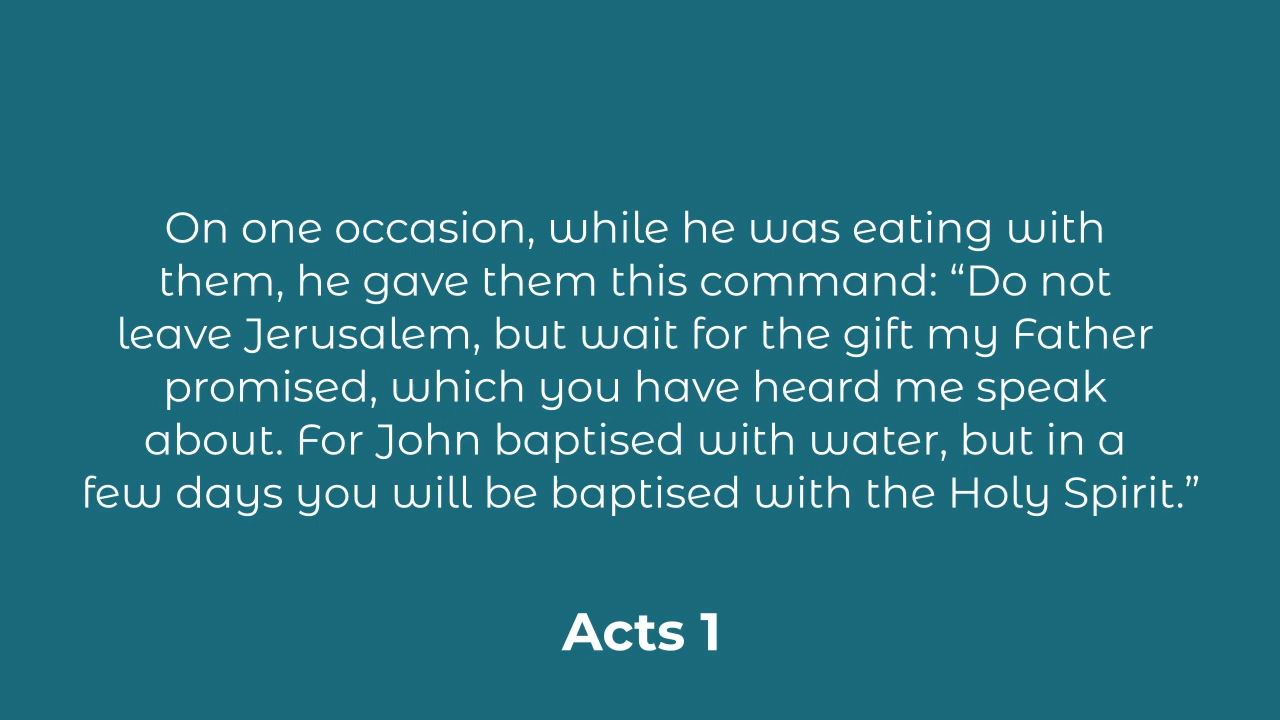 On one occasion, while he was eating with
them, he gave them this command: “Do not
leave Jerusalem, but wait for the gift my Father
promised, which you have heard me speak
about. For John baptised with water, but in a
few days you will be baptised with the Holy Spirit.”
Acts 1